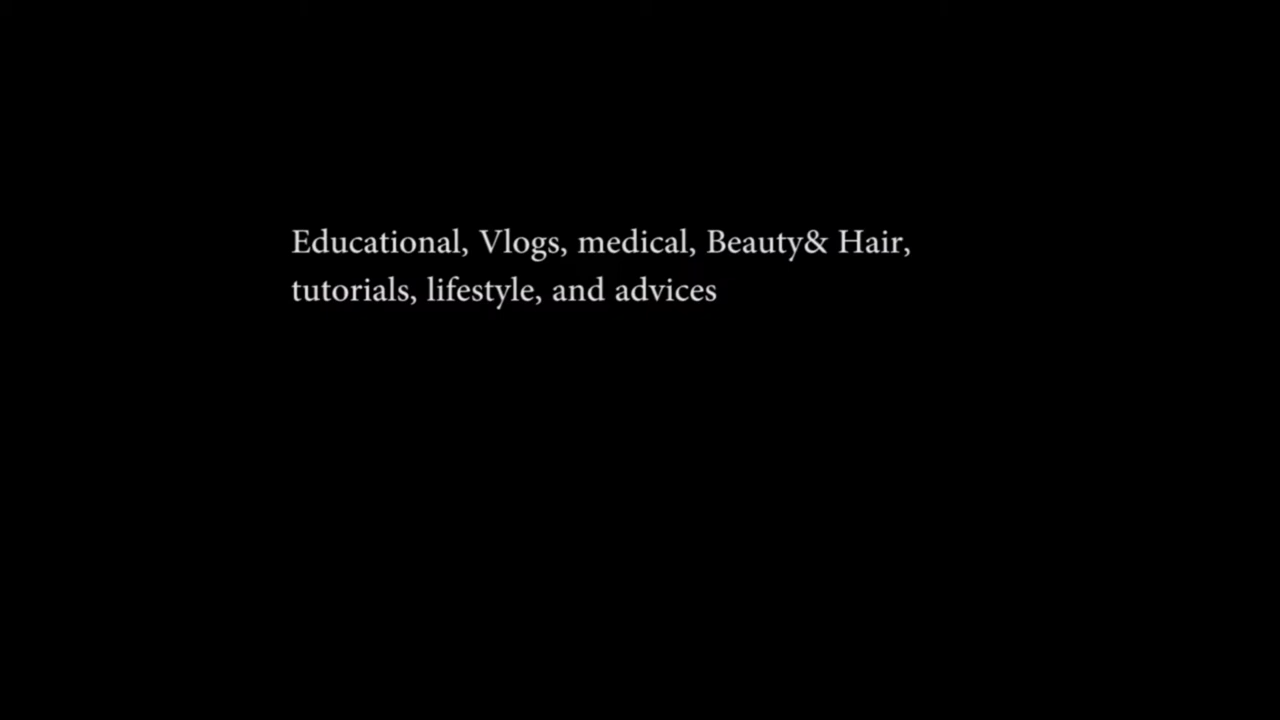 Educational, Vlogs, medical, Beauty& Hair,
tutorials, lifestyle, and advices